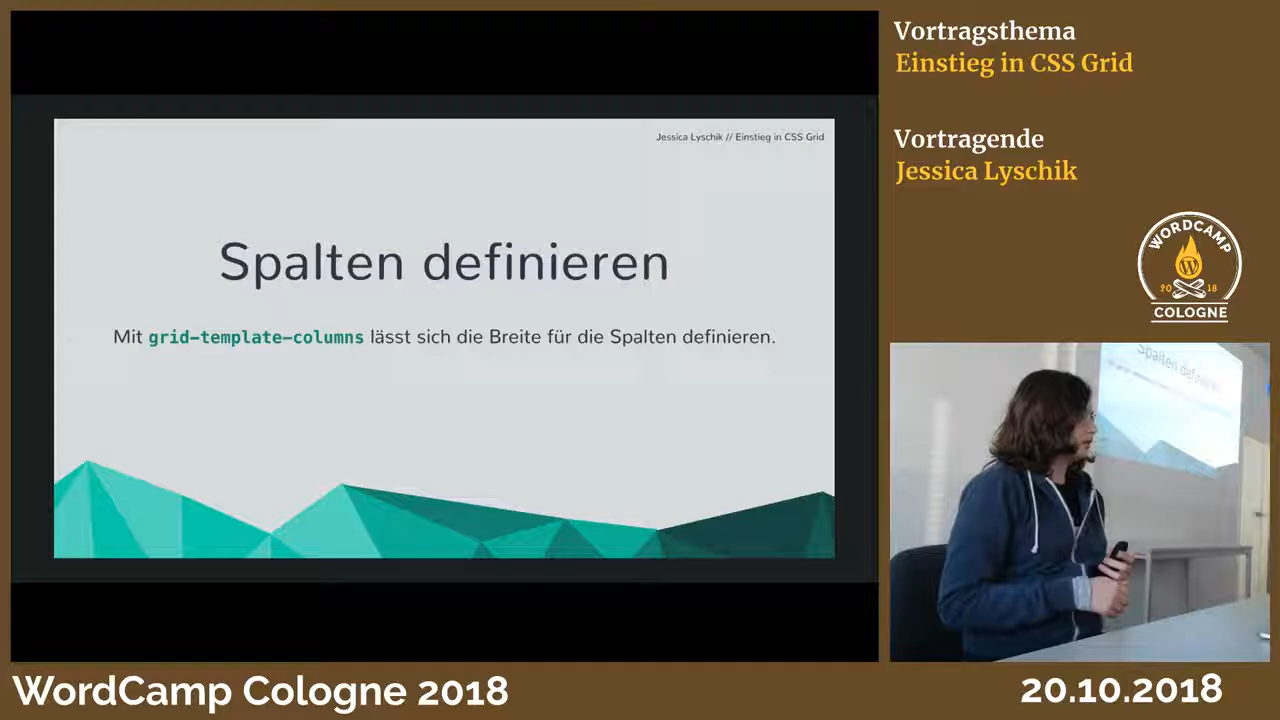 Vortragsthema
Einstieg in CSS Grid
Vortragende
Jessica Lyschik
WORDCAMP
20 18
COLOGNE
Jessica Lyschik // Einstieg in CSS Grid
Spalten definieren
Mit grid-template-columns lässt sich die Breite für die Spalten definieren.
Spalten definieren
WordCamp Cologne 2018
20.10.2018